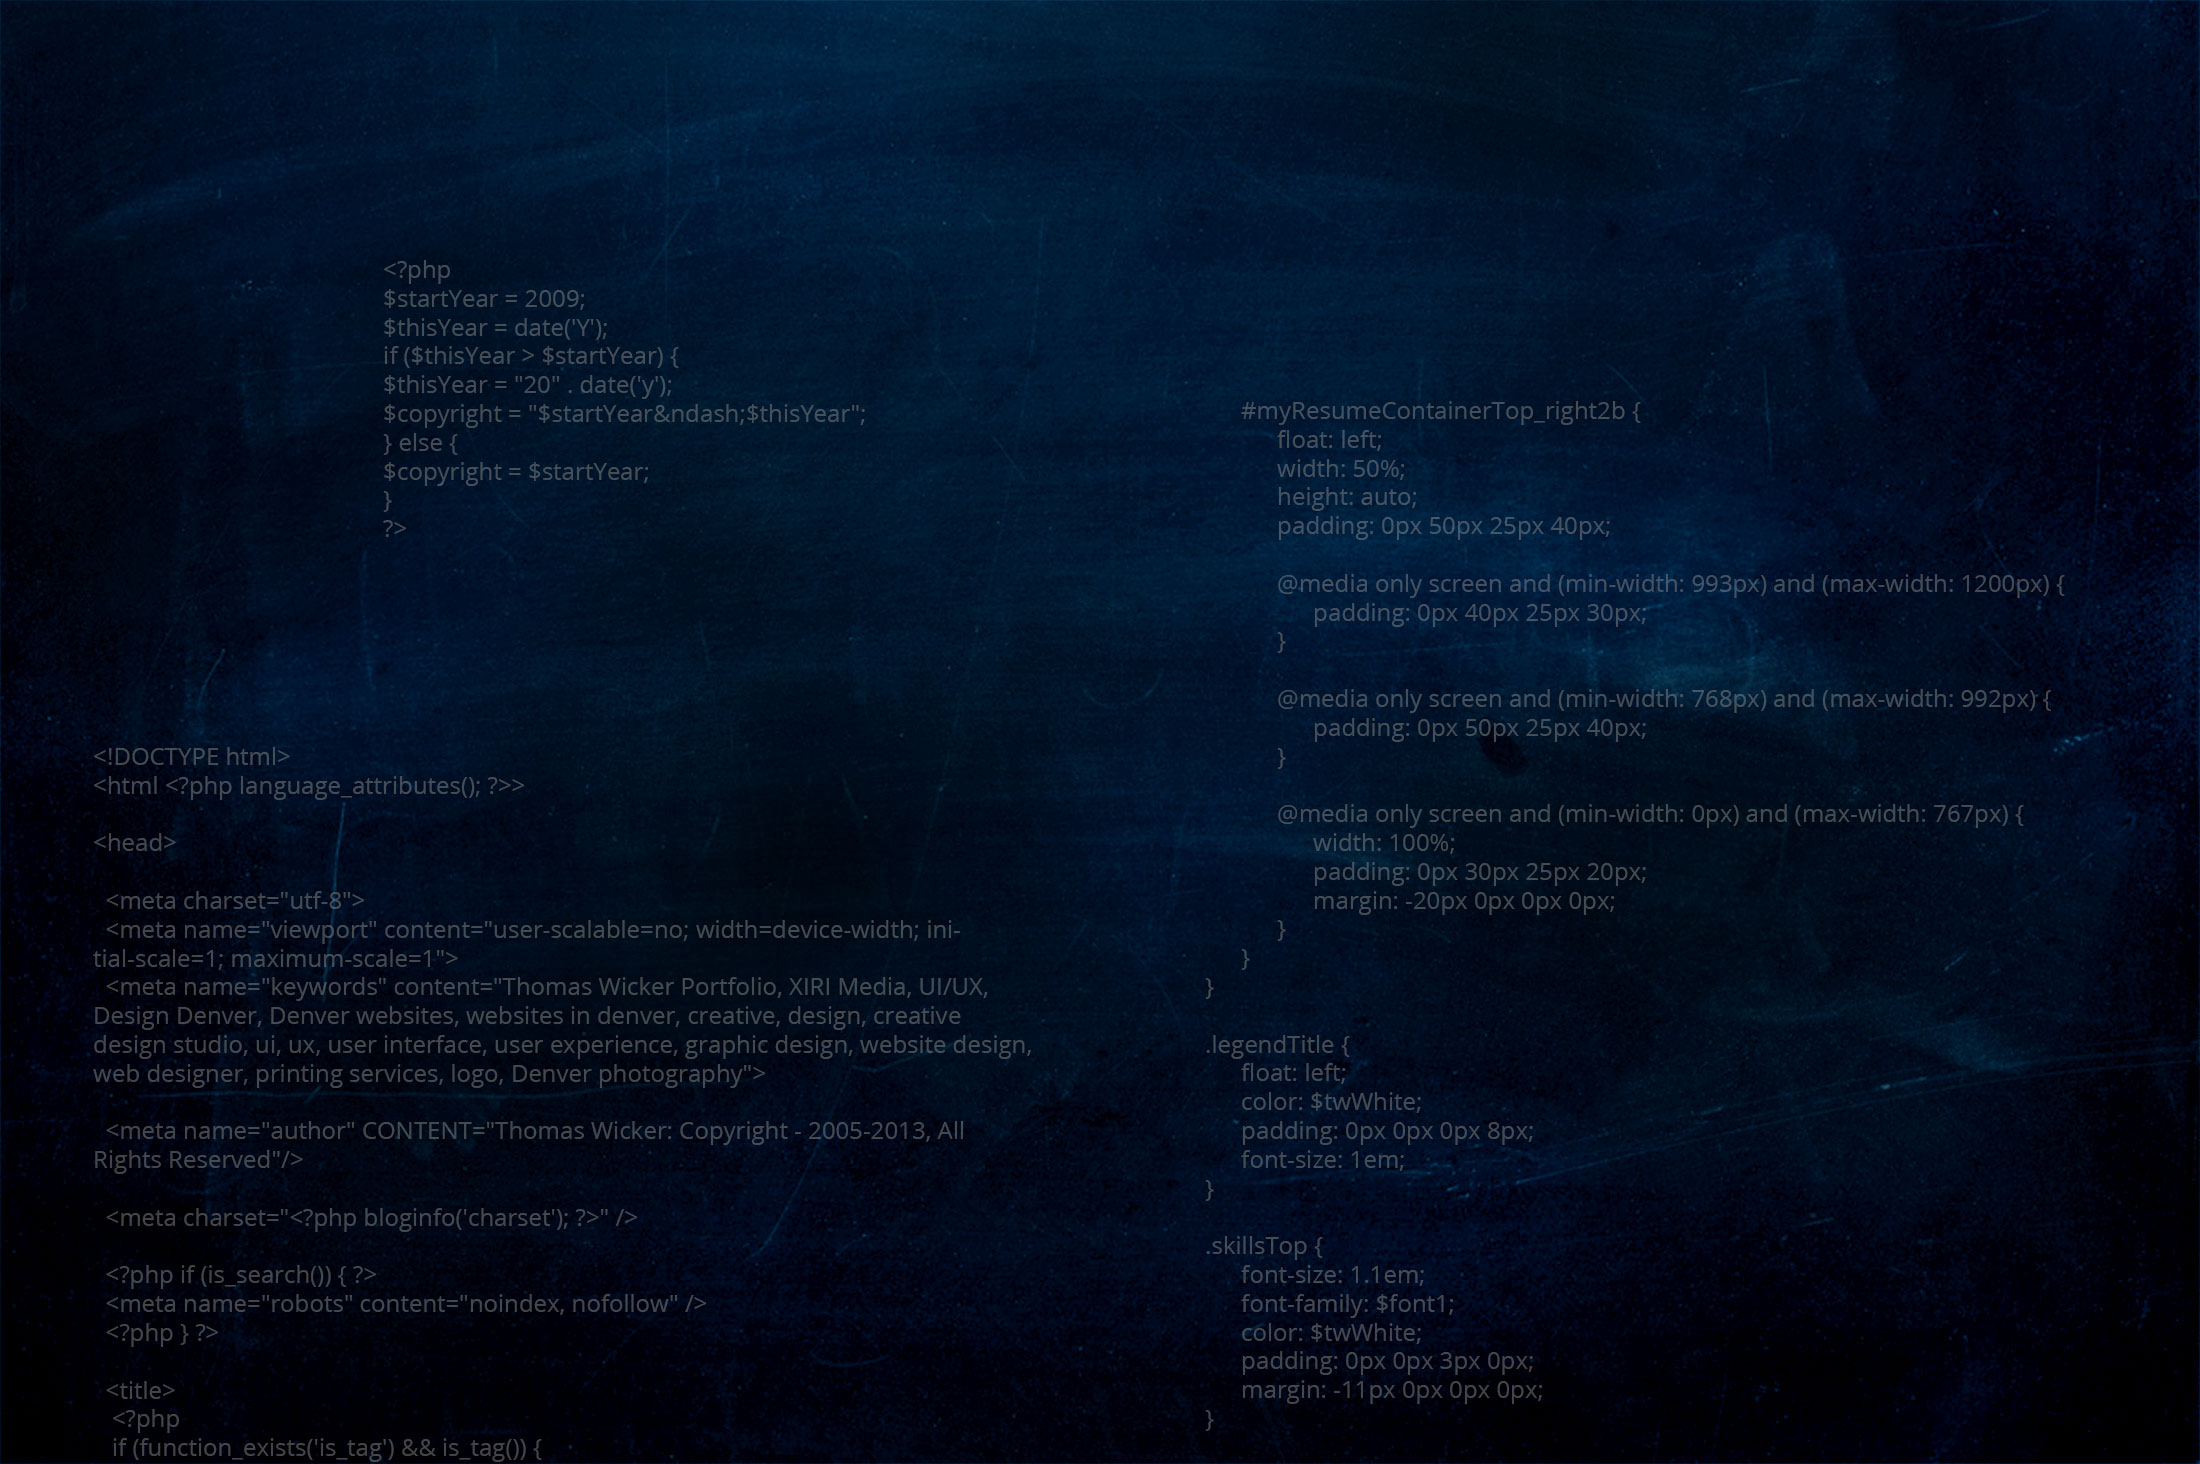 <?php
$startYear = 2009;
$thisYear = date('Y');
if ($thisYear > $startYear) {
$thisYear = "20" . date('y');
$copyright = "$startYear&ndash;$thisYear";
} else {
$copyright = $startYear;
}
?>
<!DOCTYPE html>
<html <?php language_attributes(); ?>>
<head>
<meta charset="utf-8">
<meta name="viewport" content="user-scalable=no; width=device-width; ini-
tial-scale=1; maximum-scale=1">
<meta name="keywords" content="Thomas Wicker Portfolio, XIRI Media, UI/UX,
Design Denver, Denver websites, websites in denver, creative, design, creative
design studio, ui, ux, user interface, user experience, graphic design, website design,
web designer, printing services, logo, Denver photography">
<meta name="author" CONTENT="Thomas Wicker: Copyright - 2005-2013, All
Rights Reserved"/>
<meta charset="<?php bloginfo('charset'); ?>" />
<?php if (is_search()) { ?>
<meta name="robots" content="noindex, nofollow" />
<?php } ?>
<title>
<?php
if (function_exists('is_tag') && is_tag()) {
#myResumeContainerTop_right2b {
float: left;
width: 50%;
height: auto;
padding: 0px 50px 25px 40px;
@media only screen and (min-width: 993px) and (max-width: 1200px) {
padding: 0px 40px 25px 30px;
}
@media only screen and (min-width: 768px) and (max-width: 992px) {
padding: 0px 50px 25px 40px;
}
@media only screen and (min-width: 0px) and (max-width: 767px) {
width: 100%;
padding: 0px 30px 25px 20px;
margin: -20px 0px 0px 0px;
}
}
}
.legendTitle {
float: left;
color: $twWhite;
padding: 0px 0px 0px 8px;
font-size: 1em;
}
.skillsTop {
font-size: 1.1em;
font-family: $font1;
color: $twWhite;
padding: 0px 0px 3px 0px;
margin: -11px 0px 0px 0px;
}